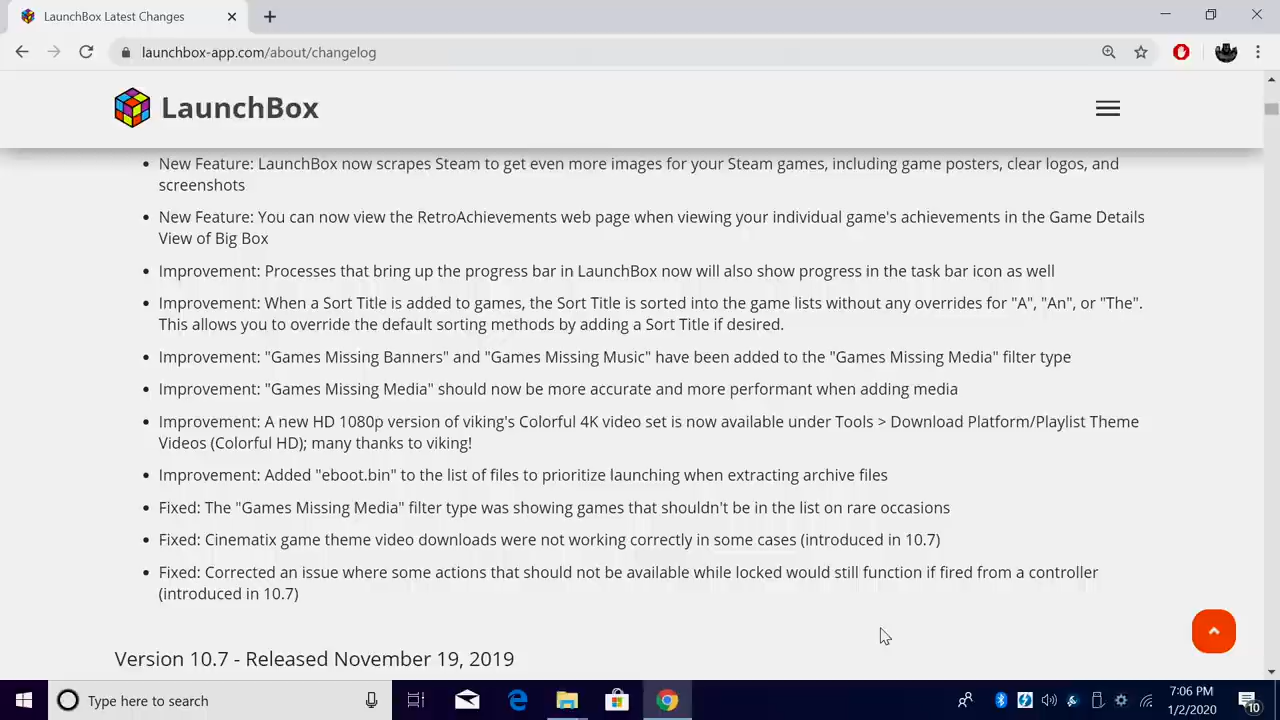 LaunchBox Latest Changes
launchbox-app.com/about/changelog
LaunchBox
New Feature: LaunchBox now scrapes Steam to get even more images for your Steam games, including game posters, clear logos, and
screenshots
New Feature: You can now view the RetroAchievements web page when viewing your individual game's achievements in the Game Details
View of Big Box
Improvement: Processes that bring up the progress bar in LaunchBox now will also show progress in the task bar icon as well
Improvement: When a Sort Title is added to games, the Sort Title is sorted into the game lists without any overrides for "A", "An", or "The".
This allows you to override the default sorting methods by adding a Sort Title if desired.
Improvement: "Games Missing Banners" and "Games Missing Music" have been added to the "Games Missing Media" filter type
Improvement: "Games Missing Media" should now be more accurate and more performant when adding media
Improvement: A new HD 1080p version of viking's Colorful 4K video set is now available under Tools > Download Platform/Playlist Theme
Videos (Colorful HD); many thanks to viking!
Improvement: Added "eboot.bin" to the list of files to prioritize launching when extracting archive files
Fixed: The "Games Missing Media" filter type was showing games that shouldn't be in the list on rare occasions
Fixed: Cinematix game theme video downloads were not working correctly in some cases (introduced in 10.7)
Fixed: Corrected an issue where some actions that should not be available while locked would still function if fired from a controller
(introduced in 10.7)
Version 10.7 - Released November 19, 2019
Type here to search
7:06 PM
1/2/2020
10